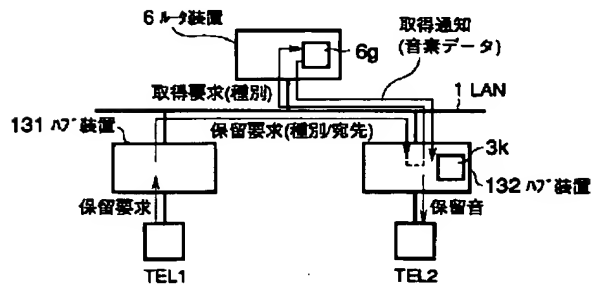 6 ルータ装置
6g
取得通知
(音素データ)
取得要求(種別)
1 LAN
131 ハブ装置
保留要求(種別/宛先)
3k
132 ハブ装置
保留要求
保留音
TEL1
TEL2